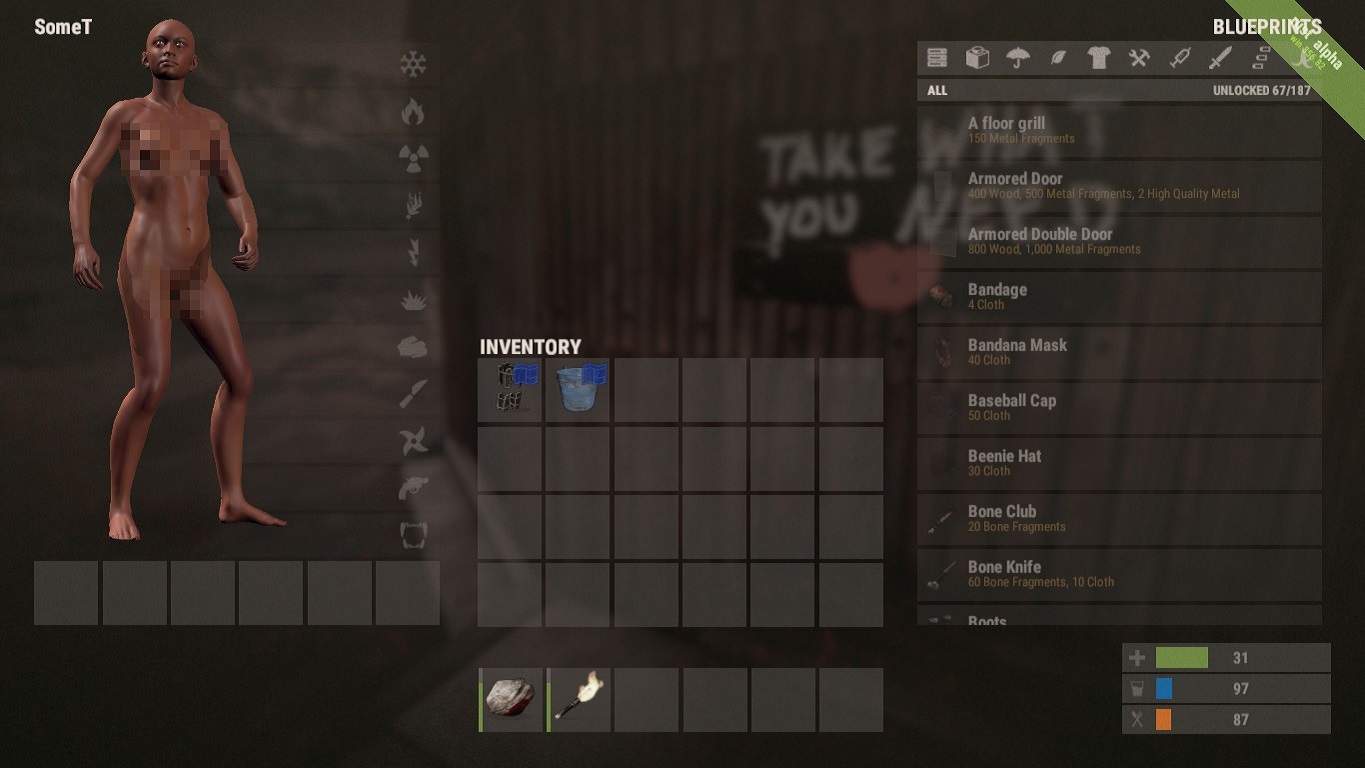 SomeT
BLUEPRINTS
alpha
ALL
UNLOCKED 67/187
A floor grill
150 Metal Fragments
Armored Door
400 Wood, 500 Metal Fragments, 2 High Quality Metal
Armored Double Door
800 Wood, 1,000 Metal Fragments
Bandage
4 Cloth
Bandana Mask
40 Cloth
Baseball Cap
50 Cloth
Beenie Hat
30 Cloth
Bone Club
20 Bone Fragments
Bone Knife
60 Bone Fragments, 10 Cloth
Boots
TAKE WHAT
YOU NEED
INVENTORY
31
97
87